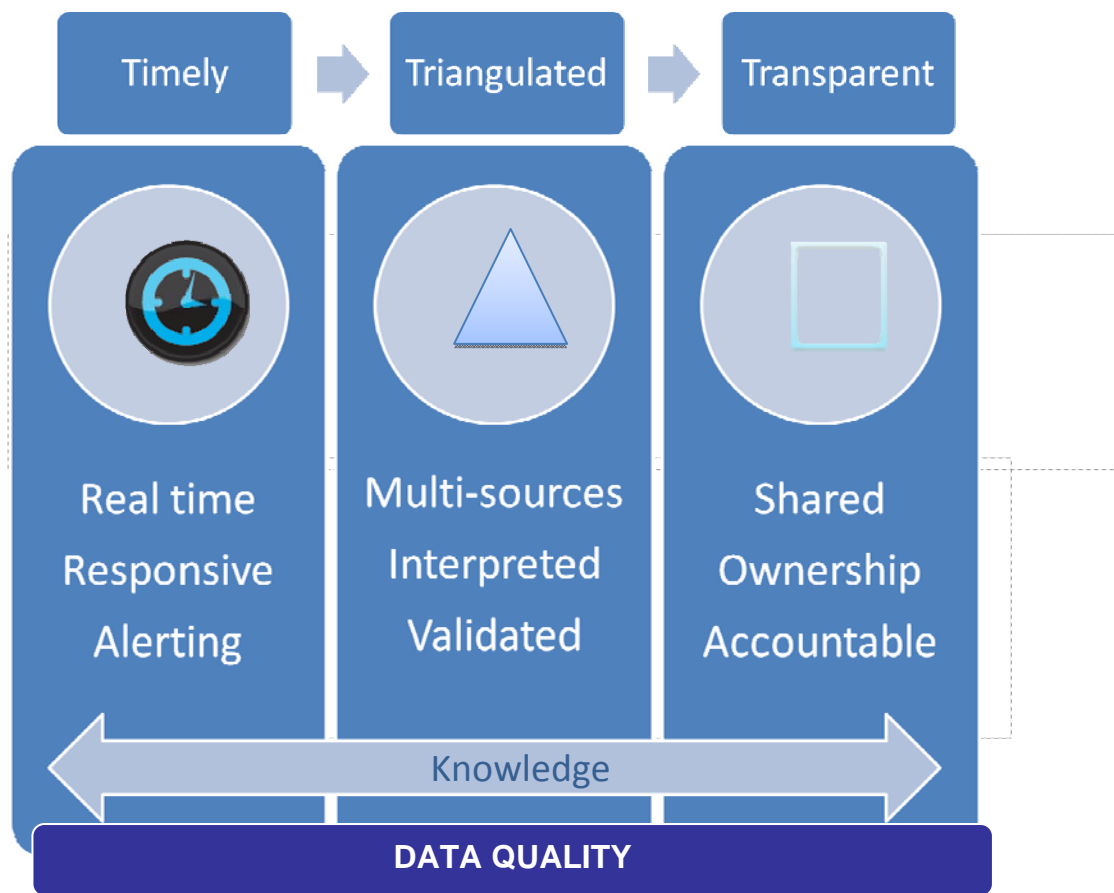 Timely
Triangulated
Transparent
Real time
Responsive
Alerting
Multi-sources
Interpreted
Validated
Shared
Ownership
Accountable
Knowledge
DATA QUALITY